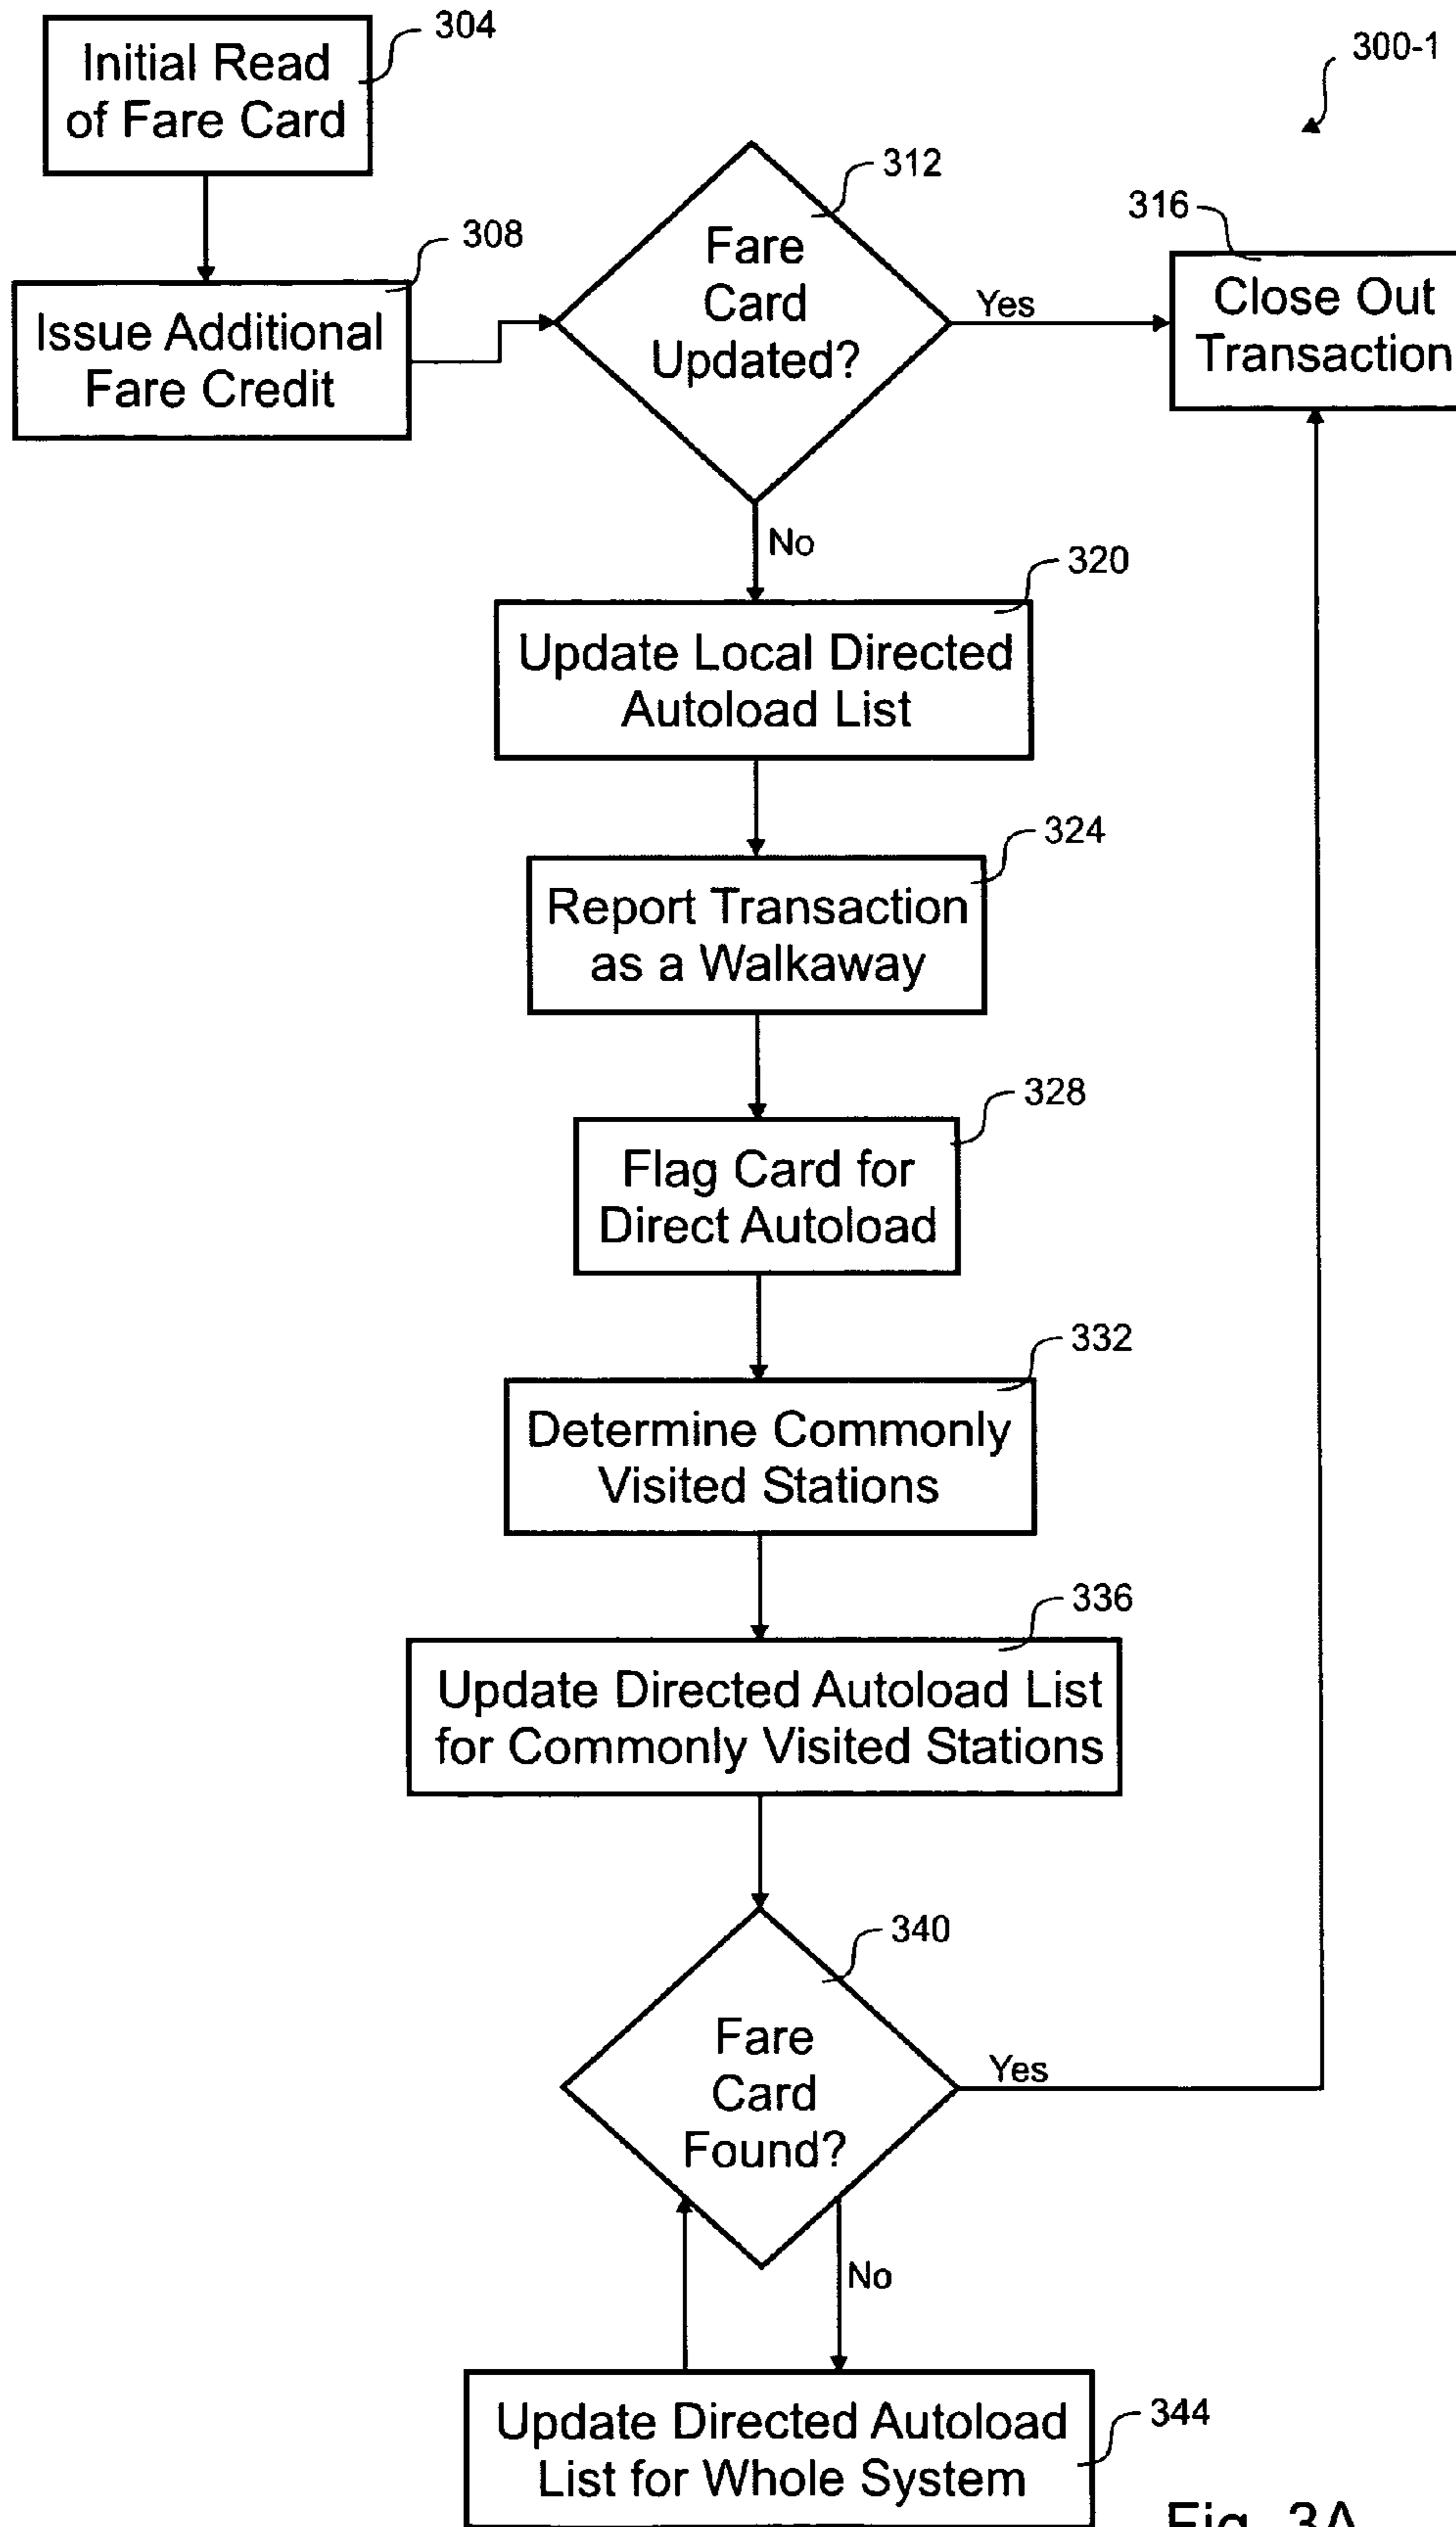 304
Initial Read
of Fare Card
300-1
312
316
308
Fare
Card
Updated?
Yes
Close Out
Transaction
Issue Additional
Fare Credit
No
320
Update Local Directed
Autoload List
324
Report Transaction
as a Walkaway
328
Flag Card for
Direct Autoload
332
Determine Commonly
Visited Stations
336
Update Directed Autoload List
for Commonly Visited Stations
340
Fare
Card
Found?
Yes
No
344
Update Directed Autoload
List for Whole System
Fig. 3A